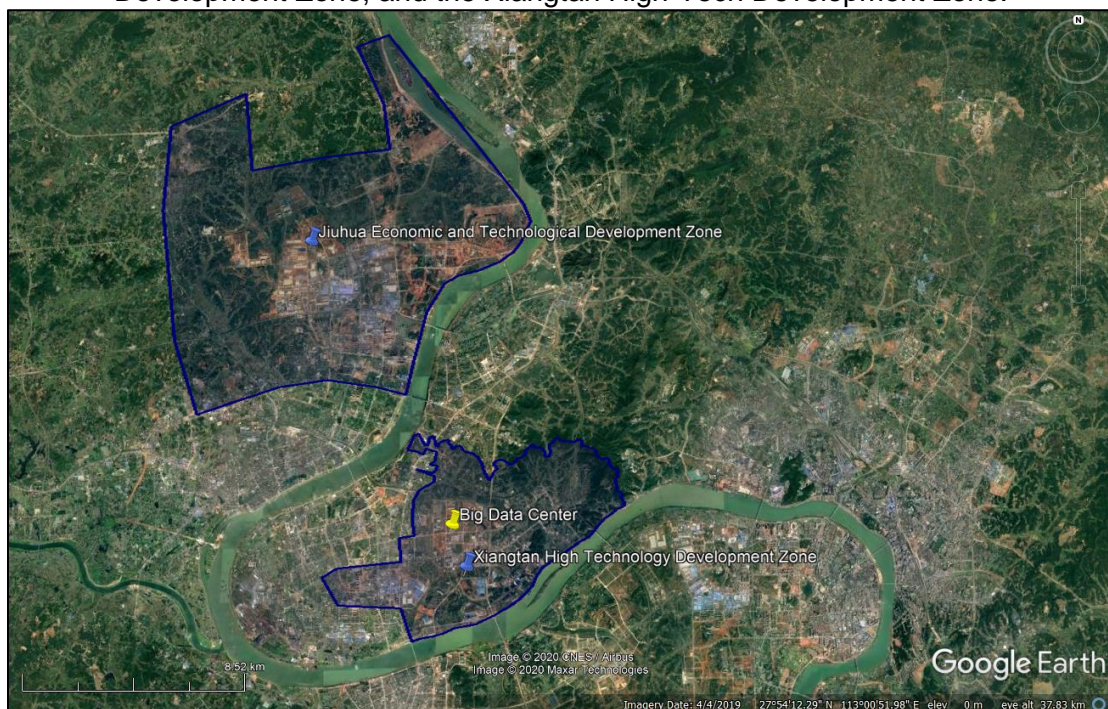 Development Zone, and the Xiangtan High-Tech Development Zone.
N
Jiuhua Economic and Technological Development Zone
Big Data Center
Xiangtan High Technology Development Zone
8.52 km
Image © 2020 CNES / Airbus
Image © 2020 Maxar Technologies
Google Earth
Imagery Date: 4/4/2019 27°54'12.29" N 113°00'51.98" E elev 0 m eye alt 37.83 km